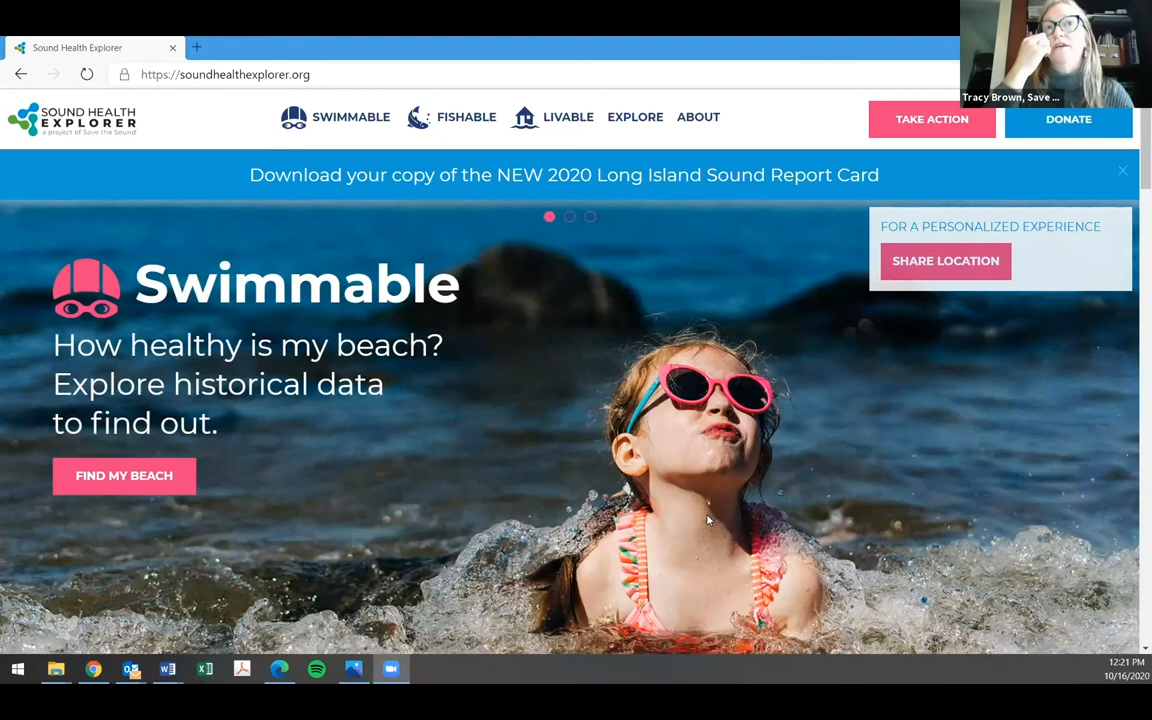 Sound Health Explorer
https://soundhealthexplorer.org
Tracy Brown, Save ...
SOUND HEALTH
EXPLORER
a project of Save the Sound
SWIMMABLE
FISHABLE
LIVABLE
EXPLORE
ABOUT
TAKE ACTION
DONATE
Download your copy of the NEW 2020 Long Island Sound Report Card
FOR A PERSONALIZED EXPERIENCE
SHARE LOCATION
Swimmable
How healthy is my beach?
Explore historical data
to find out.
FIND MY BEACH
12:21 PM
10/16/2020